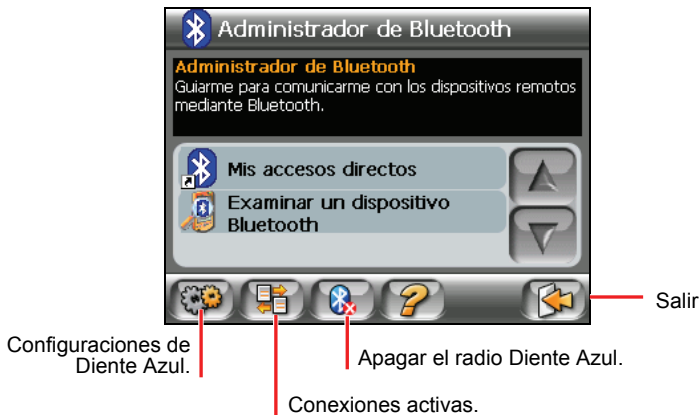 Administrador de Bluetooth
Administrador de Bluetooth
Guiarme para comunicarme con los dispositivos remotos
mediante Bluetooth.
Mis accesos directos
Examinar un dispositivo
Bluetooth
Salir
Configuraciones de
Diente Azul.
Apagar el radio Diente Azul.
Conexiones activas.